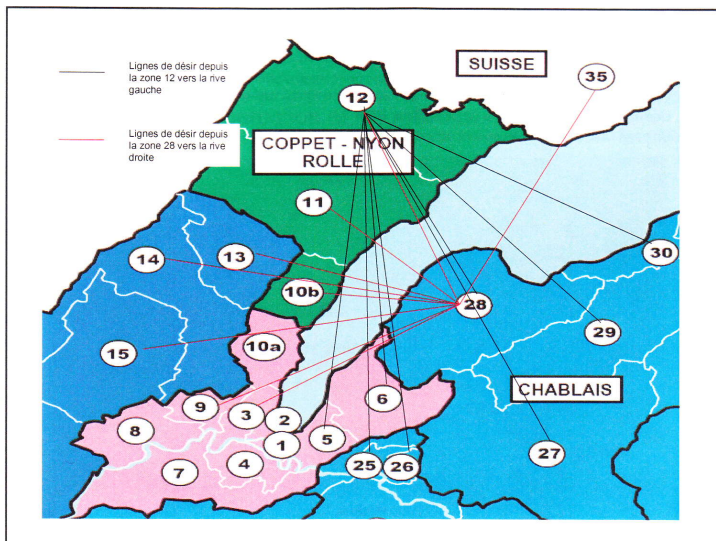 Lignes de désir depuis
la zone 12 vers la rive
gauche
SUISSE
35
12
Lignes de désir depuis
la zone 28 vers la rive
droite
COPPET - NYON
ROLLE
11
14
13
30
10b
28
29
10a
15
6
CHABLAIS
9
3
2
8
5
1
27
7
4
25
26